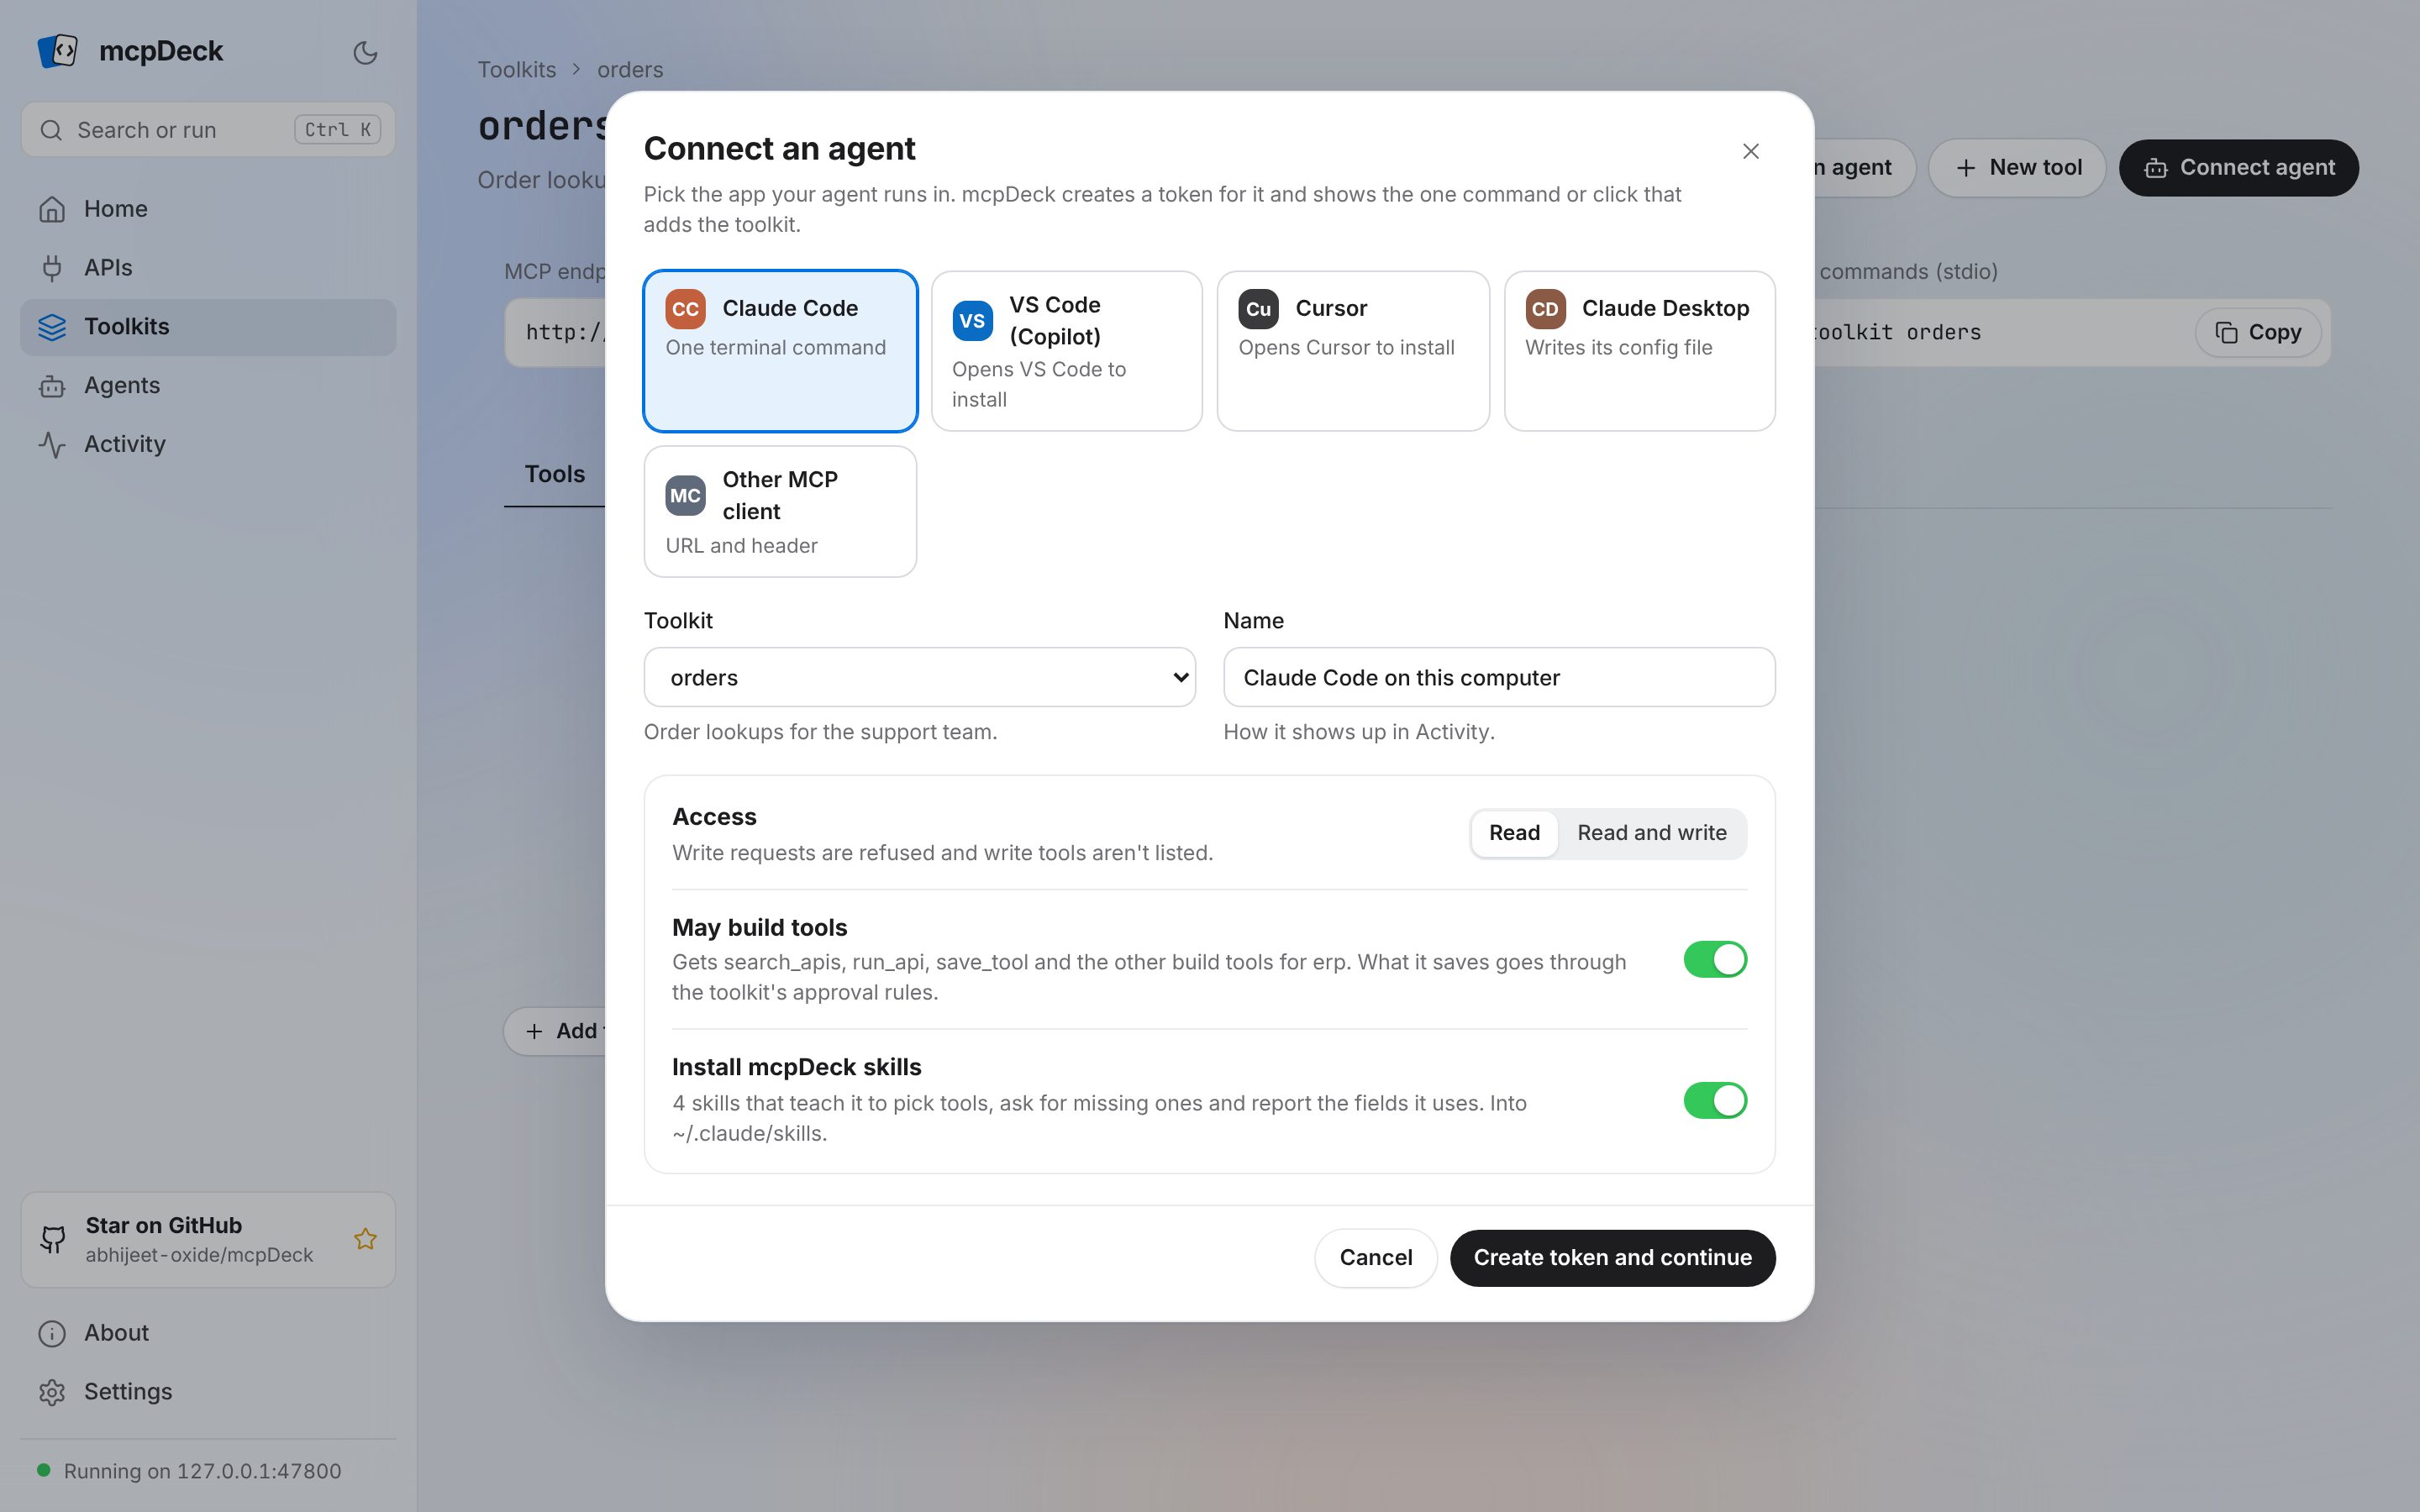 mcpDeck
Search or run
Ctrl K
Home
APIs
Toolkits
Agents
Activity
Star on GitHub
abhijeet-oxide/mcpDeck
About
Settings
Running on 127.0.0.1:47800
Toolkits > orders
orders
Order looku
n agent
New tool
Connect agent
MCP endp
http:/
commands (stdio)
toolkit orders
Copy
Tools
Add
Connect an agent
Pick the app your agent runs in. mcpDeck creates a token for it and shows the one command or click that
adds the toolkit.
CC
Claude Code
One terminal command
VS
VS Code
(Copilot)
Opens VS Code to
install
Cu
Cursor
Opens Cursor to install
CD
Claude Desktop
Writes its config file
MC
Other MCP
client
URL and header
Toolkit
orders
Order lookups for the support team.
Name
Claude Code on this computer
How it shows up in Activity.
Access
Write requests are refused and write tools aren't listed.
Read
Read and write
May build tools
Gets search_apis, run_api, save_tool and the other build tools for erp. What it saves goes through
the toolkit's approval rules.
Install mcpDeck skills
4 skills that teach it to pick tools, ask for missing ones and report the fields it uses. Into
~/.claude/skills.
Cancel
Create token and continue